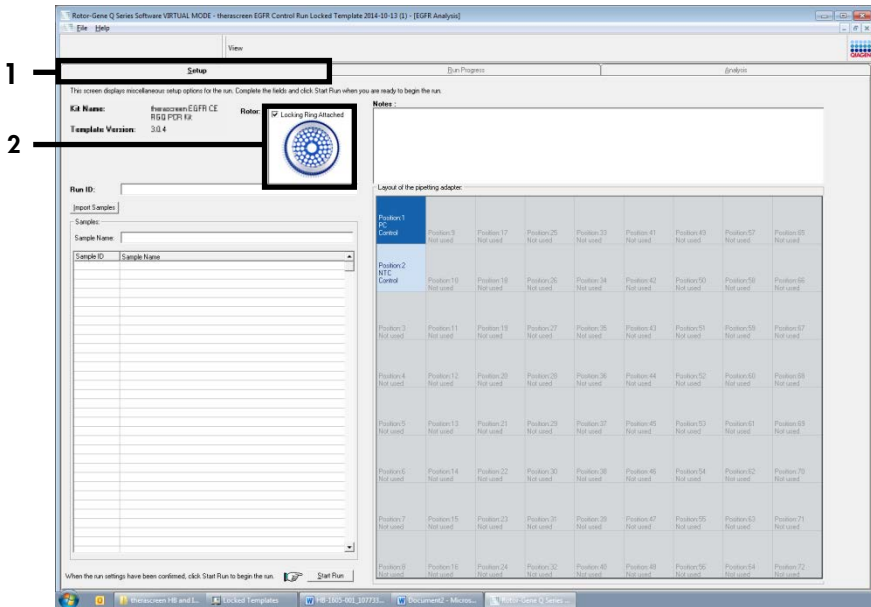 Rotor-Gene Q Series Software VIRTUAL MODE - therascreen EGFR Control Run Locked Template 2014-10-13 (1) - [EGFR Analysis]
File Help
View
QIAGEN
1
Setup
Run Progress
Analysis
This screen displays miscellaneous setup options for the run. Complete the fields and click Start Run when you are ready to begin the run.
Kit Name: therascreen EGFR CE RGQ PCR Kit
Rotor:
Locking Ring Attached
Notes :
Template Version: 3.0.4
2
Run ID:
Import Samples
Samples:
Sample Name:
Sample ID Sample Name
Layout of the pipetting adapter:
Position:1 PC Control
Position:9 Not used
Position:17 Not used
Position:25 Not used
Position:33 Not used
Position:41 Not used
Position:49 Not used
Position:57 Not used
Position:65 Not used
Position:2 NTC Control
Position:10 Not used
Position:18 Not used
Position:26 Not used
Position:34 Not used
Position:42 Not used
Position:50 Not used
Position:58 Not used
Position:66 Not used
Position:3 Not used
Position:11 Not used
Position:19 Not used
Position:27 Not used
Position:35 Not used
Position:43 Not used
Position:51 Not used
Position:59 Not used
Position:67 Not used
Position:4 Not used
Position:12 Not used
Position:20 Not used
Position:28 Not used
Position:36 Not used
Position:44 Not used
Position:52 Not used
Position:60 Not used
Position:68 Not used
Position:5 Not used
Position:13 Not used
Position:21 Not used
Position:29 Not used
Position:37 Not used
Position:45 Not used
Position:53 Not used
Position:61 Not used
Position:69 Not used
Position:6 Not used
Position:14 Not used
Position:22 Not used
Position:30 Not used
Position:38 Not used
Position:46 Not used
Position:54 Not used
Position:62 Not used
Position:70 Not used
Position:7 Not used
Position:15 Not used
Position:23 Not used
Position:31 Not used
Position:39 Not used
Position:47 Not used
Position:55 Not used
Position:63 Not used
Position:71 Not used
Position:8 Not used
Position:16 Not used
Position:24 Not used
Position:32 Not used
Position:40 Not used
Position:48 Not used
Position:56 Not used
Position:64 Not used
Position:72 Not used
When the run settings have been confirmed, click Start Run to begin the run.
Start Run
therascreen HB and I...
Locked Templates
Document2 - Micros...
Rotor-Gene Q Series ...